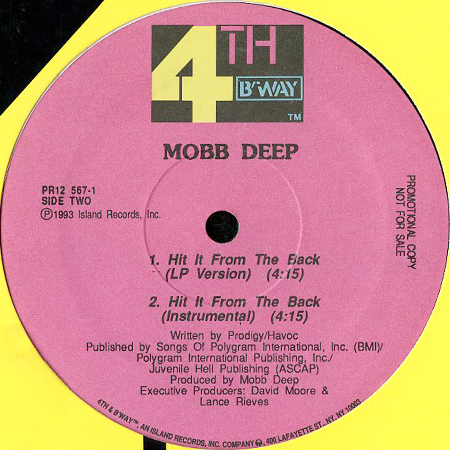 4TH
B'WAY
TM
MOBB DEEP
PR12 567-1
SIDE TWO
Ⓟ1993 Island Records, Inc.
PROMOTIONAL COPY
NOT FOR SALE
1. Hit It From The Back
(LP Version) (4:15)
2. Hit It From The Back
(Instrumental) (4:15)
Written by Prodigy/Havoc
Published by Songs Of Polygram International, Inc. (BMI)/
Polygram International Publishing, Inc./
Juvenile Hell Publishing (ASCAP)
Produced by Mobb Deep
Executive Producers: David Moore &
Lance Rieves
4TH & B'WAY™, AN ISLAND RECORDS, INC. COMPANY, 400 LAFAYETTE ST., NY, NY 10003